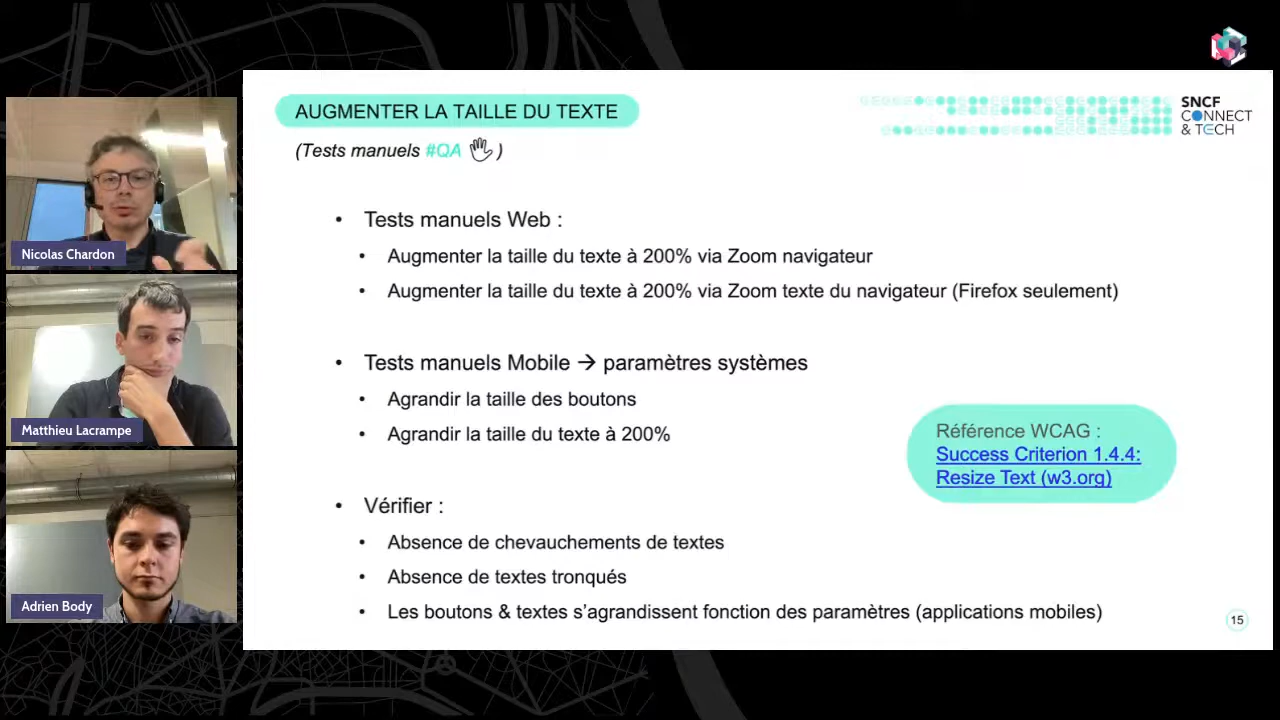 AUGMENTER LA TAILLE DU TEXTE
SNCF
CONNECT
& TECH
(Tests manuels #QA )
• Tests manuels Web :
• Augmenter la taille du texte à 200% via Zoom navigateur
• Augmenter la taille du texte à 200% via Zoom texte du navigateur (Firefox seulement)
• Tests manuels Mobile → paramètres systèmes
• Agrandir la taille des boutons
• Agrandir la taille du texte à 200%
Référence WCAG :
Success Criterion 1.4.4:
Resize Text (w3.org)
• Vérifier :
• Absence de chevauchements de textes
• Absence de textes tronqués
• Les boutons & textes s’agrandissent fonction des paramètres (applications mobiles)
15
Nicolas Chardon
Matthieu Lacrampe
Adrien Body